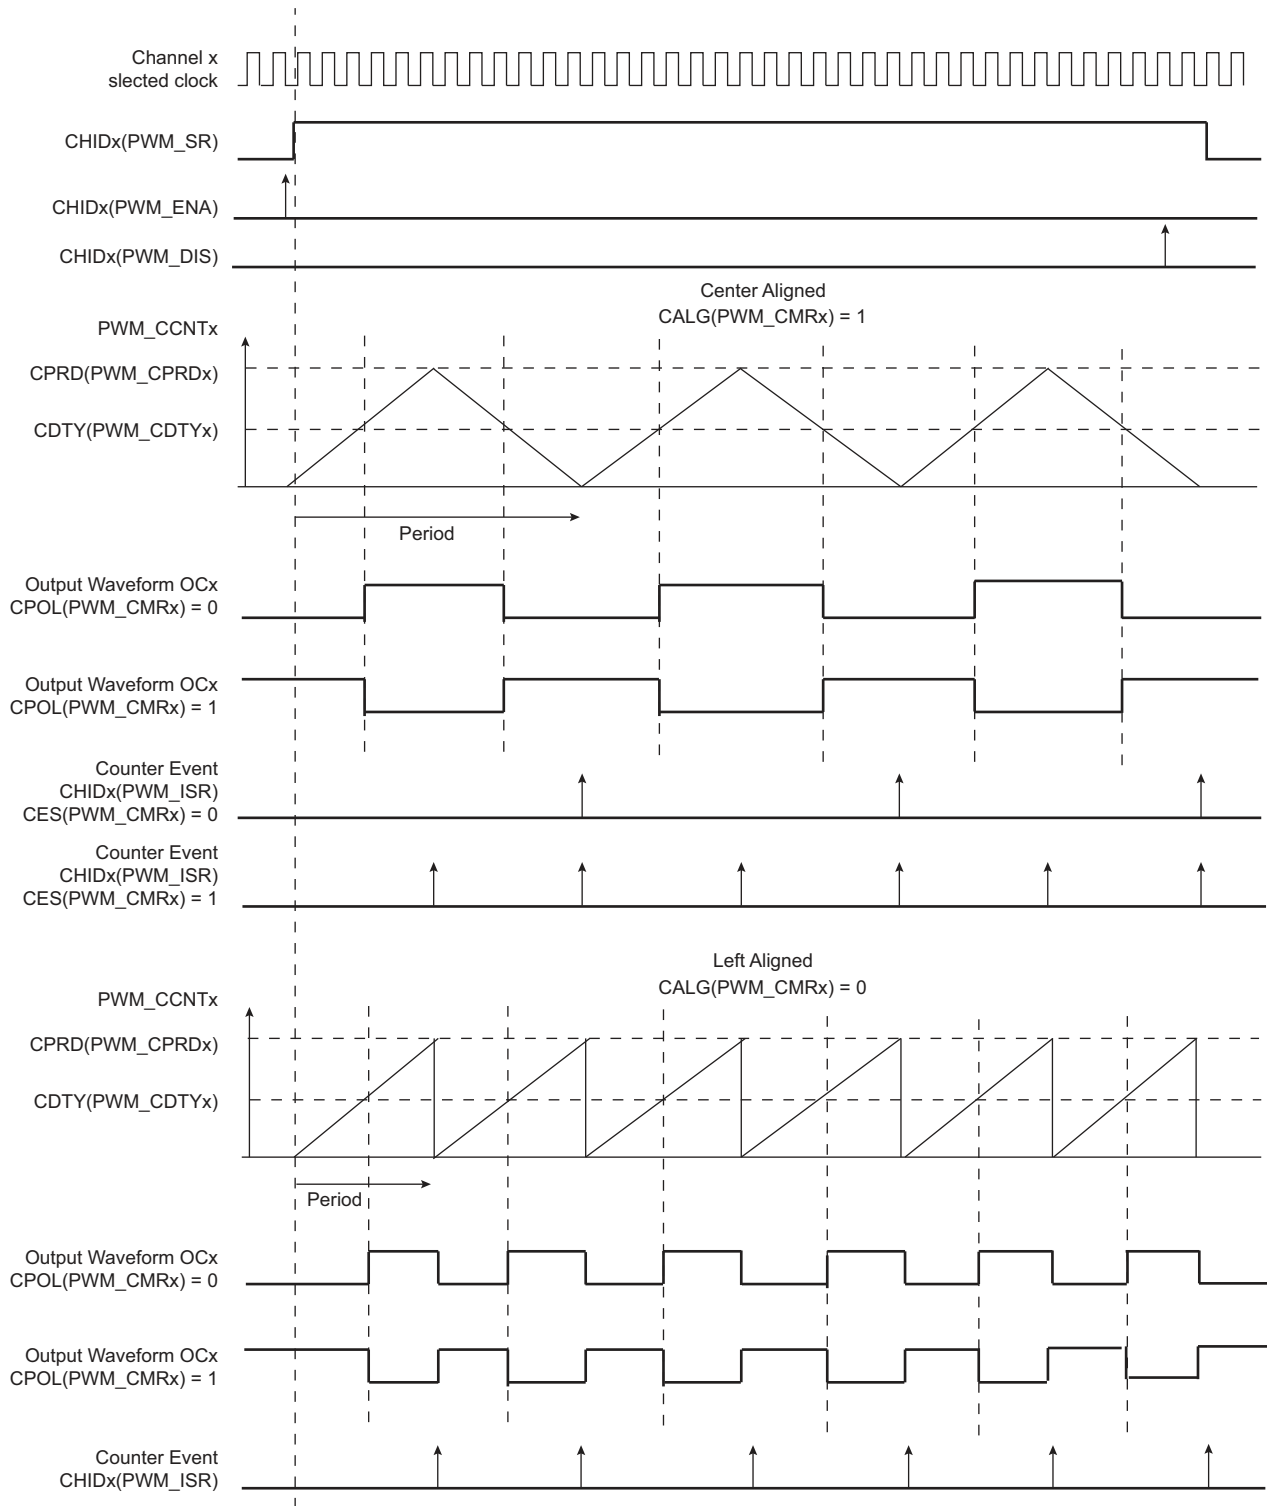 Channel x
slected clock
CHIDx(PWM_SR)
CHIDx(PWM_ENA)
CHIDx(PWM_DIS)
Center Aligned
CALG(PWM_CMRx) = 1
PWM_CCNTx
CPRD(PWM_CPRDx)
CDTY(PWM_CDTYx)
Period
Output Waveform OCx
CPOL(PWM_CMRx) = 0
Output Waveform OCx
CPOL(PWM_CMRx) = 1
Counter Event
CHIDx(PWM_ISR)
CES(PWM_CMRx) = 0
Counter Event
CHIDx(PWM_ISR)
CES(PWM_CMRx) = 1
Left Aligned
CALG(PWM_CMRx) = 0
PWM_CCNTx
CPRD(PWM_CPRDx)
CDTY(PWM_CDTYx)
Period
Output Waveform OCx
CPOL(PWM_CMRx) = 0
Output Waveform OCx
CPOL(PWM_CMRx) = 1
Counter Event
CHIDx(PWM_ISR)